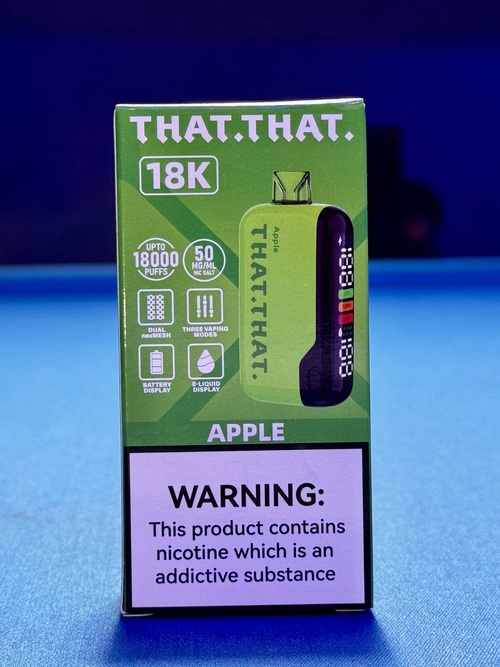 THAT.THAT.
18K
UPTO
18000
PUFFS
50
MG/ML
NIC SALT
DUAL
nexMESH
THREE VAPING
MODES
BATTERY
DISPLAY
E-LIQUID
DISPLAY
Apple
THAT.THAT.
APPLE
WARNING:
This product contains
nicotine which is an
addictive substance